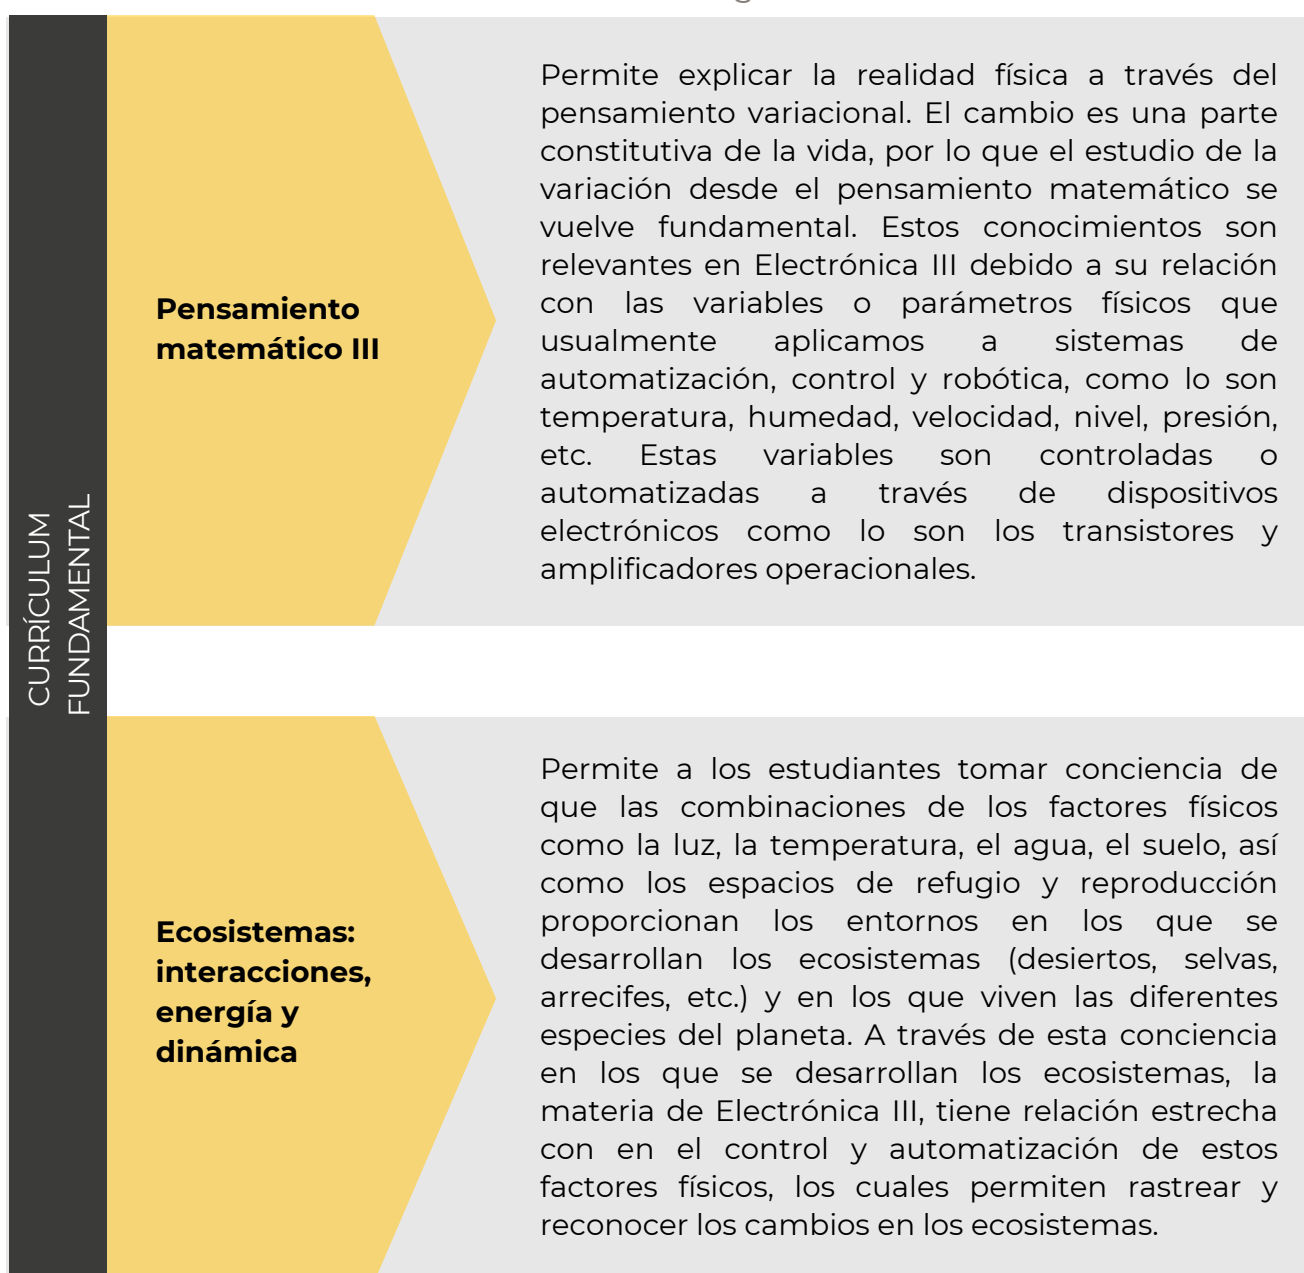 CURRÍCULUM
FUNDAMENTAL
Pensamiento
matemático III
Permite explicar la realidad física a través del
pensamiento variacional. El cambio es una parte
constitutiva de la vida, por lo que el estudio de la
variación desde el pensamiento matemático se
vuelve fundamental. Estos conocimientos son
relevantes en Electrónica III debido a su relación
con las variables o parámetros físicos que
usualmente aplicamos a sistemas de
automatización, control y robótica, como lo son
temperatura, humedad, velocidad, nivel, presión,
etc. Estas variables son controladas o
automatizadas a través de dispositivos
electrónicos como lo son los transistores y
amplificadores operacionales.
Ecosistemas:
interacciones,
energía y
dinámica
Permite a los estudiantes tomar conciencia de
que las combinaciones de los factores físicos
como la luz, la temperatura, el agua, el suelo, así
como los espacios de refugio y reproducción
proporcionan los entornos en los que se
desarrollan los ecosistemas (desiertos, selvas,
arrecifes, etc.) y en los que viven las diferentes
especies del planeta. A través de esta conciencia
en los que se desarrollan los ecosistemas, la
materia de Electrónica III, tiene relación estrecha
con en el control y automatización de estos
factores físicos, los cuales permiten rastrear y
reconocer los cambios en los ecosistemas.